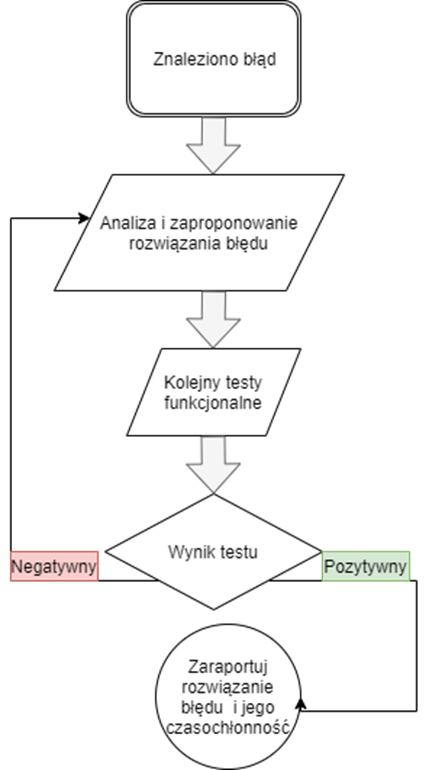 Znaleziono błąd
Analiza i zaproponowanie
rozwiązania błędu
Kolejny testy
funkcjonalne
Wynik testu
Negatywny
Pozytywny
Zaraportuj
rozwiązanie
błędu i jego
czasochłonność